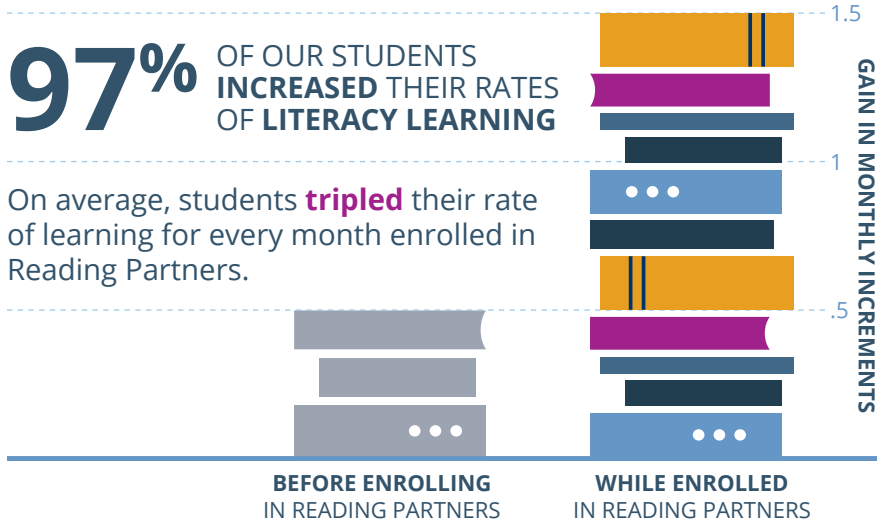 97%
OF OUR STUDENTS
INCREASED THEIR RATES
OF LITERACY LEARNING
On average, students tripled their rate
of learning for every month enrolled in
Reading Partners.
1.5
1
.5
GAIN IN MONTHLY INCREMENTS
BEFORE ENROLLING
IN READING PARTNERS
WHILE ENROLLED
IN READING PARTNERS